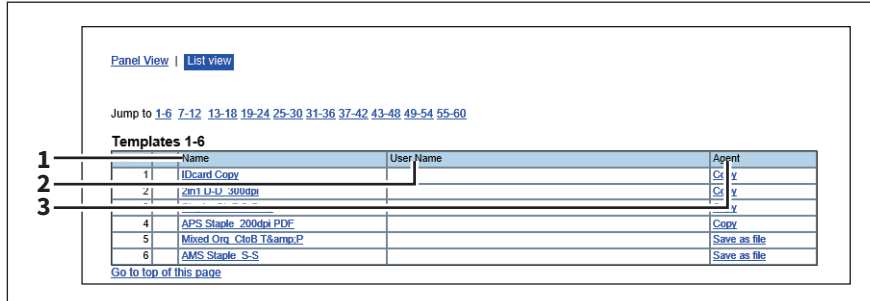 Panel View | List view
Jump to 1-6 7-12 13-18 19-24 25-30 31-36 37-42 43-48 49-54 55-60
Templates 1-6
1 Name User Name Agent
1 IDcard Copy Copy
2
2 2in1 D-D 300dpi Copy
3
4 APS Staple 200dpi PDF Copy
5 Mixed Org CtoB T&amp;P Save as file
6 AMS Staple S-S Save as file
Go to top of this page